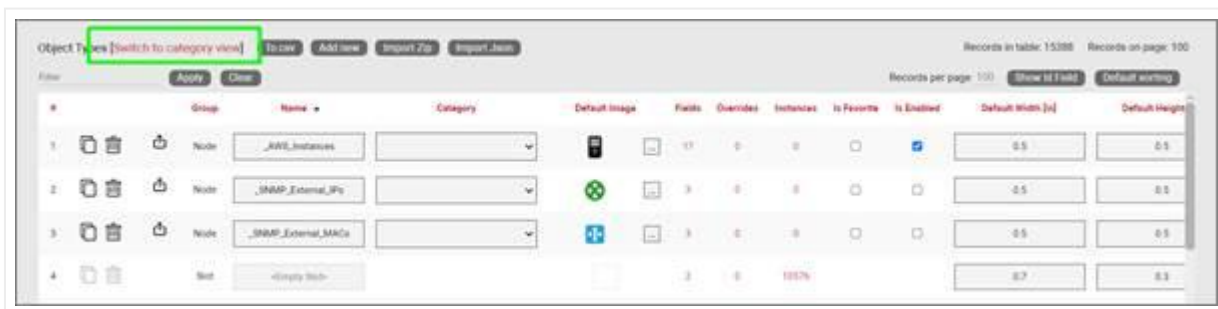 Object Types [Switch to category view] To csv Add new Import Zip Import Json Records in table: 15388 Records on page: 100
Filter Apply Clear Records per page 100 Show Id Field Default sorting
# Group Name Category Default Image Fields Overrides Instances Is Favorite Is Enabled Default Width [in] Default Height
1 Node _AWS_Instances ... 17 0 0 0.5 0.5
2 Node _SNMP_External_IPs ... 3 0 0 0.5 0.5
3 Node _SNMP_External_MACs ... 3 0 0 0.5 0.5
4 Slot <Empty Slot> 0 0.7 0.3